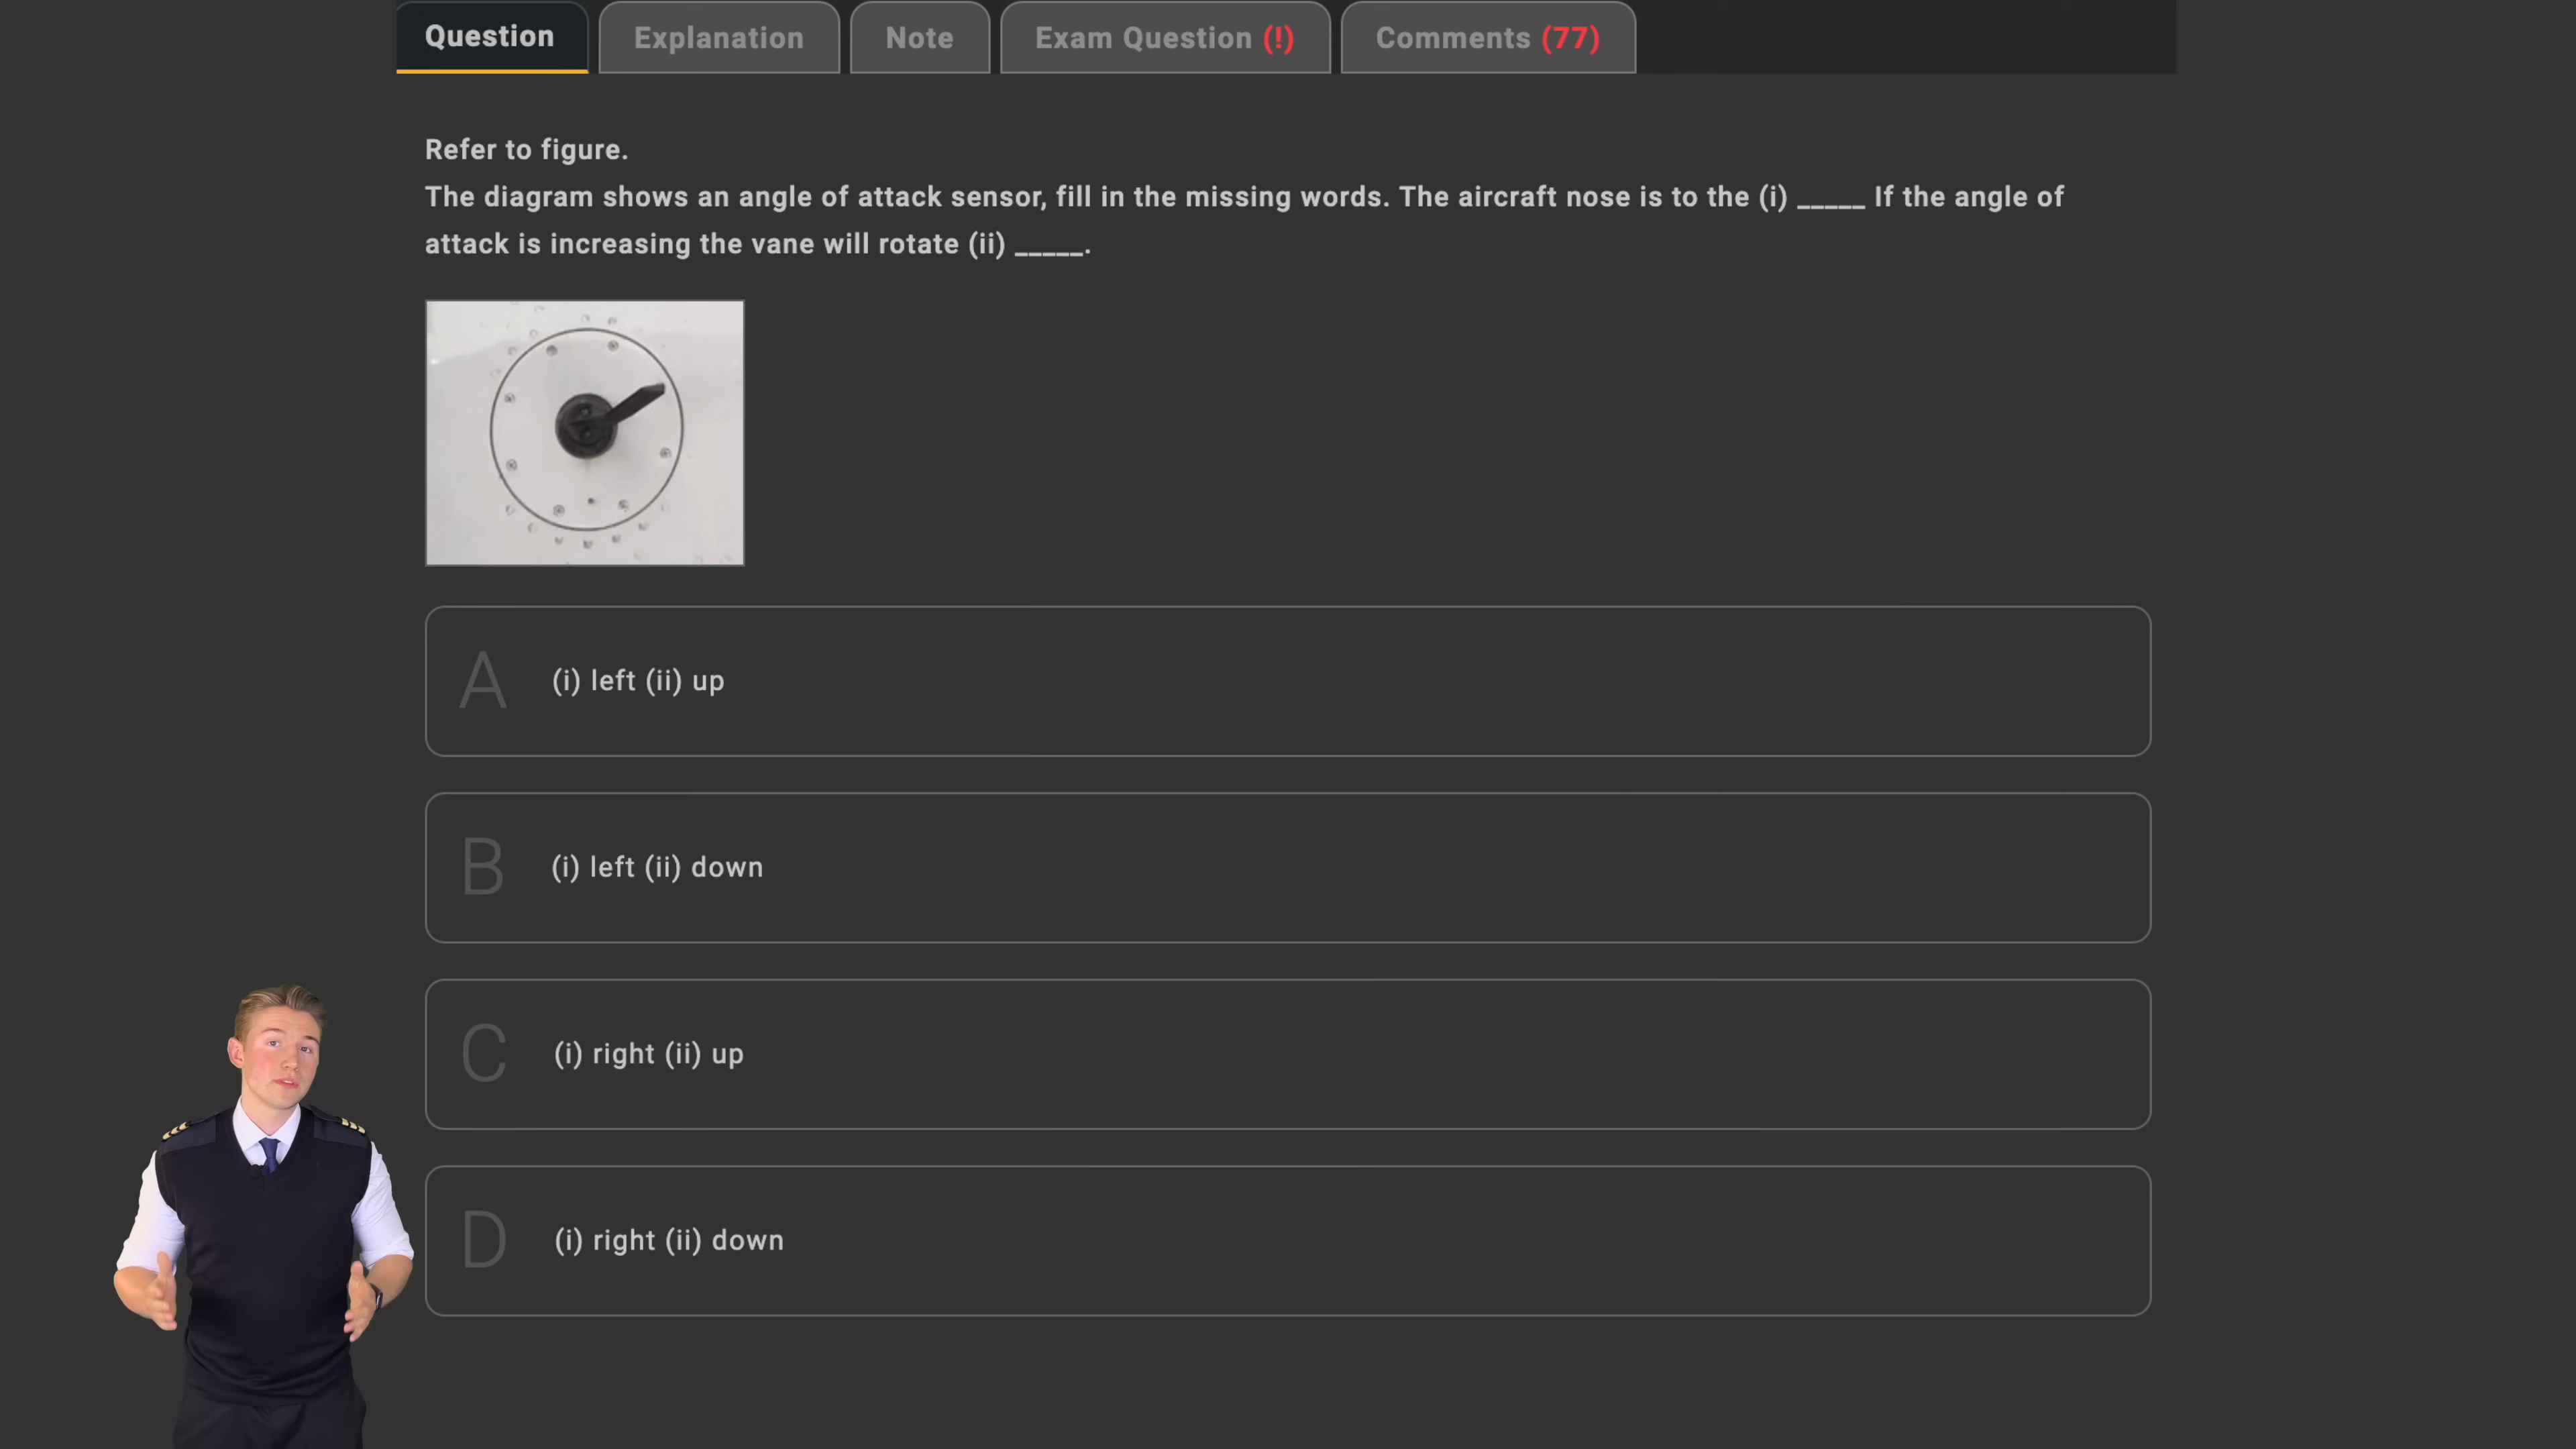 Question
Explanation
Note
Exam Question (!)
Comments (77)
Refer to figure.
The diagram shows an angle of attack sensor, fill in the missing words. The aircraft nose is to the (i) _____ If the angle of
attack is increasing the vane will rotate (ii) _____.
A
(i) left (ii) up
B
(i) left (ii) down
C
(i) right (ii) up
D
(i) right (ii) down